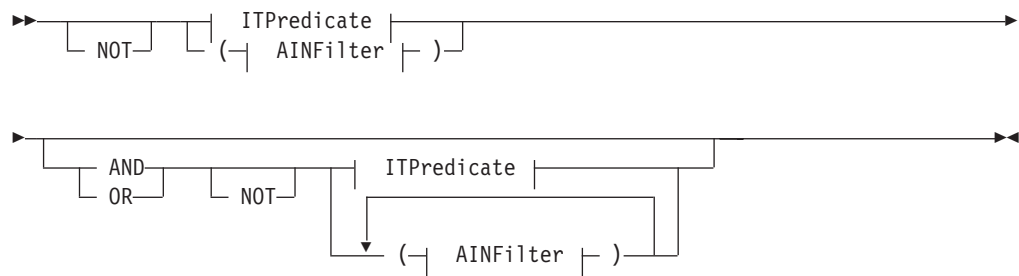 ITPredicate
NOT ( AINFilter )
AND ITPredicate
OR NOT
( AINFilter )